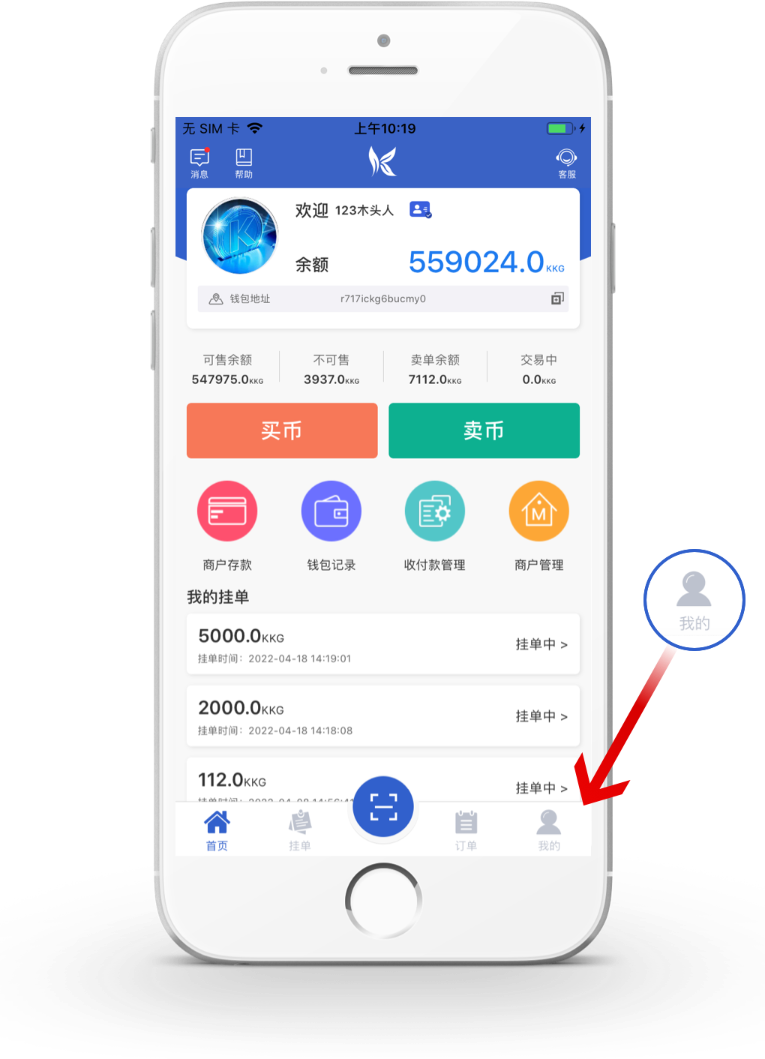 无 SIM 卡
上午10:19
消息
帮助
客服
欢迎 123木头人
余额
559024.0KKG
钱包地址
r717ickg6bucmy0
可售余额
不可售
卖单余额
交易中
547975.0KKG
3937.0KKG
7112.0KKG
0.0KKG
买币
卖币
商户存款
钱包记录
收付款管理
M
商户管理
我的挂单
5000.0KKG
挂单中 >
挂单时间：2022-04-18 14:19:01
2000.0KKG
挂单中 >
挂单时间：2022-04-18 14:18:08
112.0KKG
挂单中 >
首页
挂单
订单
我的
我的